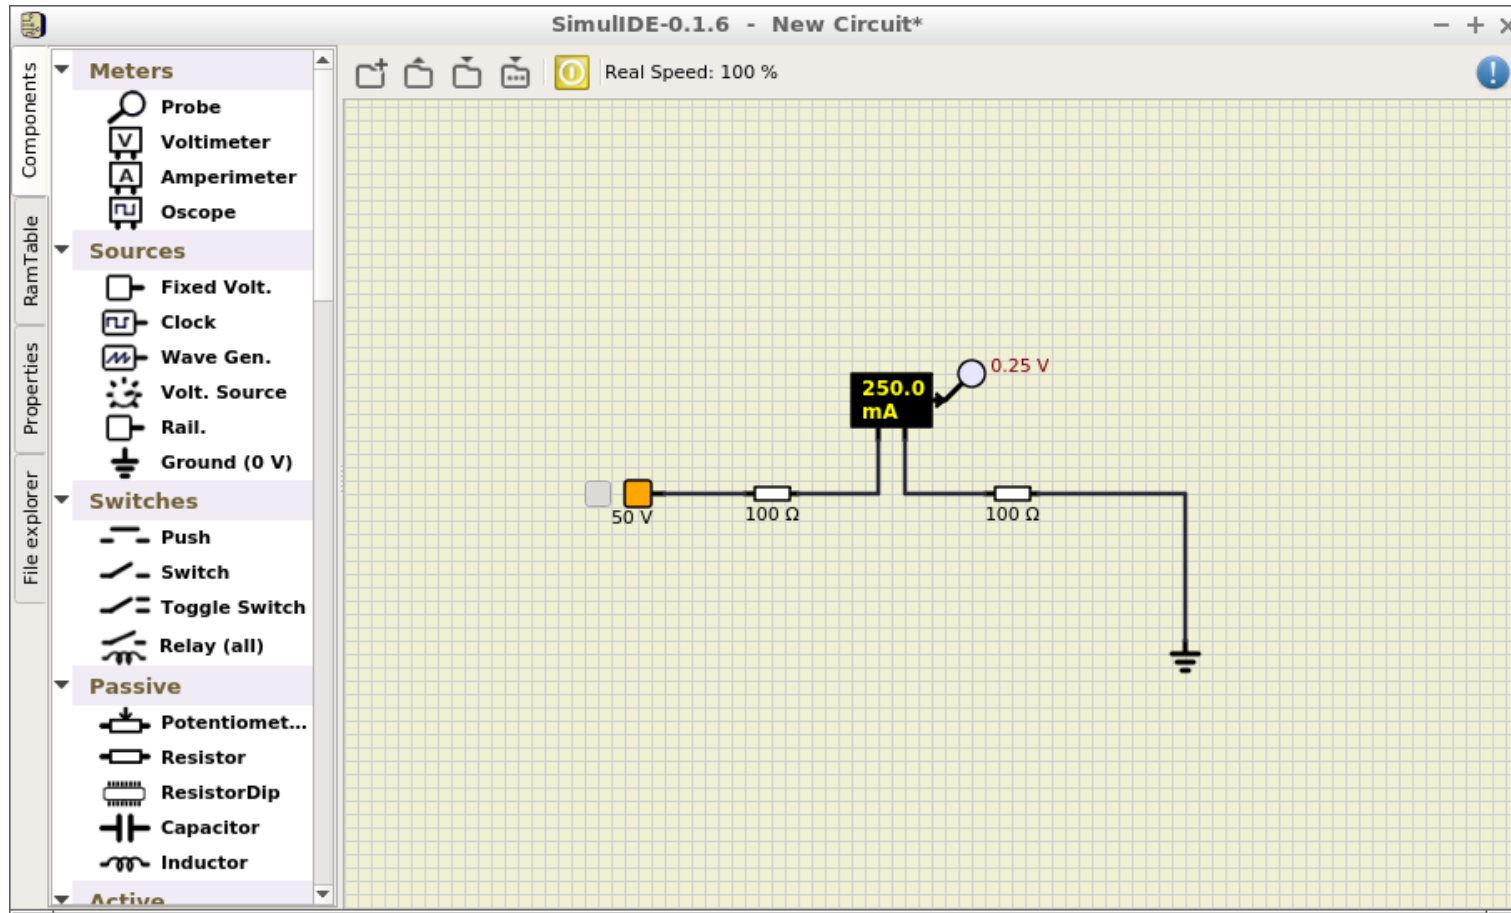 SimulIDE-0.1.6 - New Circuit*
Components
RamTable
Properties
File explorer
Meters
Probe
Voltimeter
Amperimeter
Oscope
Sources
Fixed Volt.
Clock
Wave Gen.
Volt. Source
Rail.
Ground (0 V)
Switches
Push
Switch
Toggle Switch
Relay (all)
Passive
Potentiomet...
Resistor
ResistorDip
Capacitor
Inductor
Active
Real Speed: 100 %
250.0
mA
0.25 V
50 V
100 Ω
100 Ω